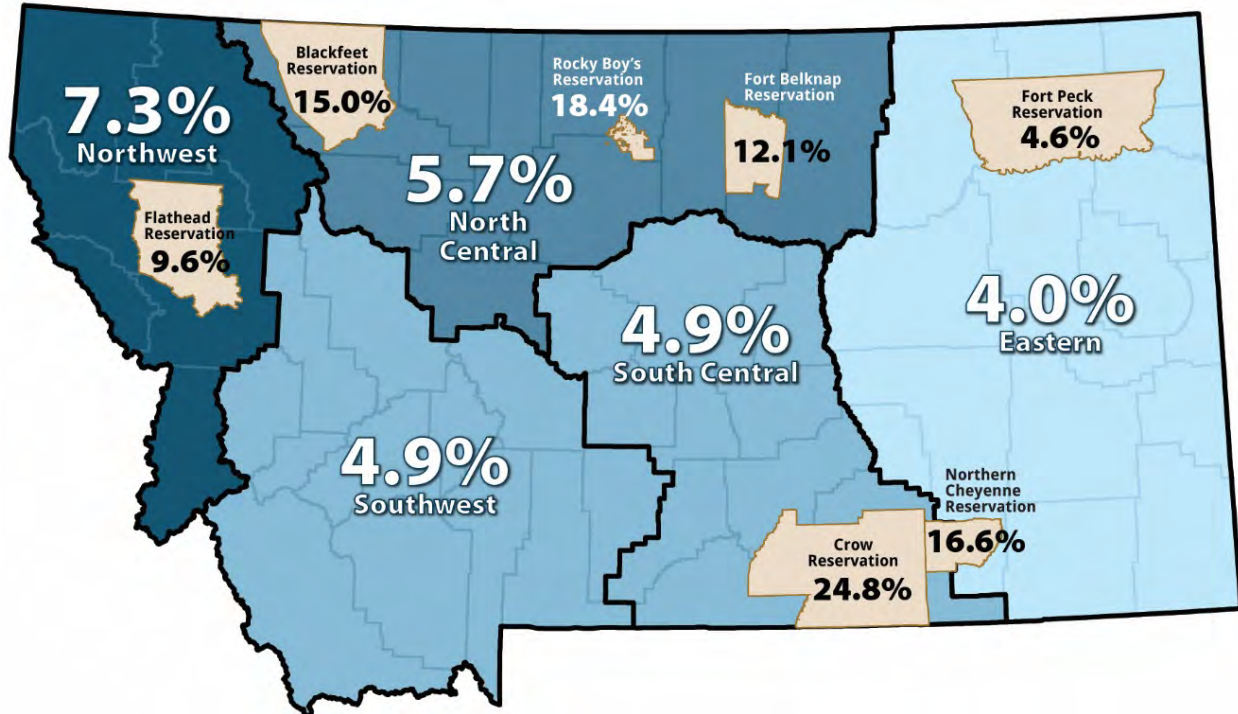 Blackfeet
Reservation
15.0%
Rocky Boy's
Reservation
18.4%
Fort Belknap
Reservation
12.1%
Fort Peck
Reservation
4.6%
7.3%
Northwest
Flathead
Reservation
9.6%
5.7%
North
Central
4.9%
South Central
4.0%
Eastern
4.9%
Southwest
Northern
Cheyenne
Reservation
16.6%
Crow
Reservation
24.8%